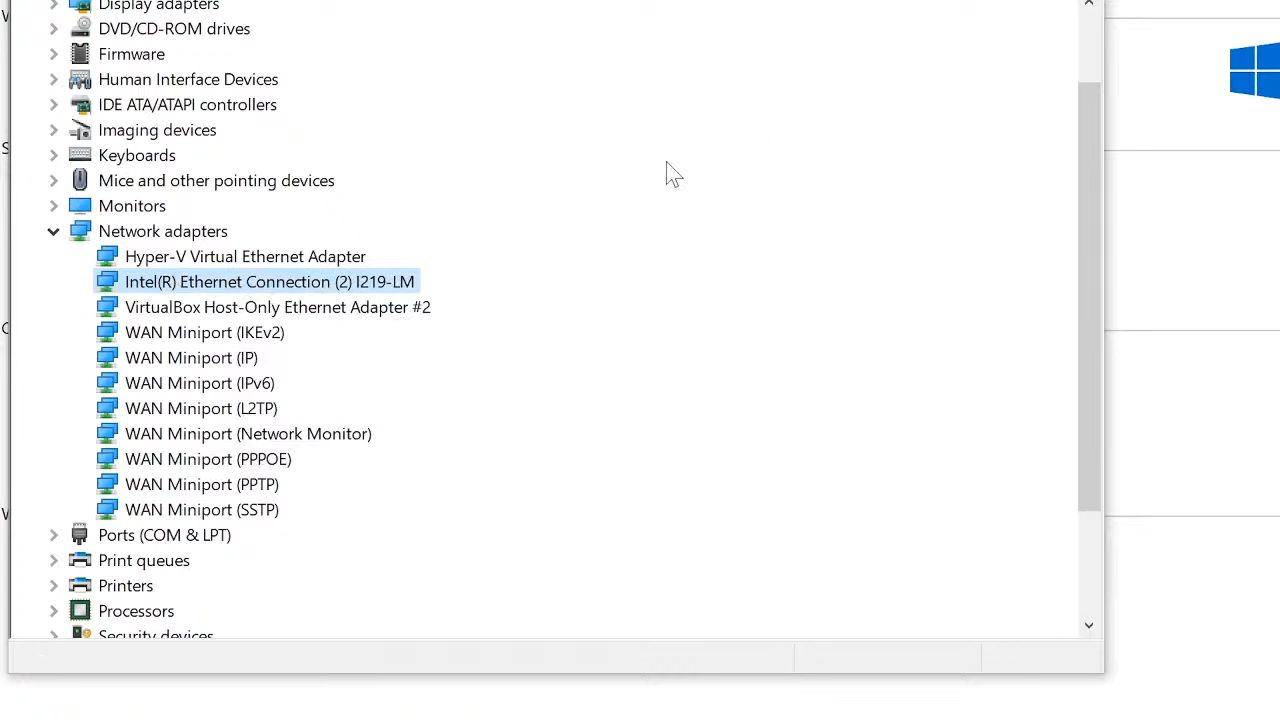 Display adapters
DVD/CD-ROM drives
Firmware
Human Interface Devices
IDE ATA/ATAPI controllers
Imaging devices
Keyboards
Mice and other pointing devices
Monitors
Network adapters
Hyper-V Virtual Ethernet Adapter
Intel(R) Ethernet Connection (2) I219-LM
VirtualBox Host-Only Ethernet Adapter #2
WAN Miniport (IKEv2)
WAN Miniport (IP)
WAN Miniport (IPv6)
WAN Miniport (L2TP)
WAN Miniport (Network Monitor)
WAN Miniport (PPPOE)
WAN Miniport (PPTP)
WAN Miniport (SSTP)
Ports (COM & LPT)
Print queues
Printers
Processors
Security devices